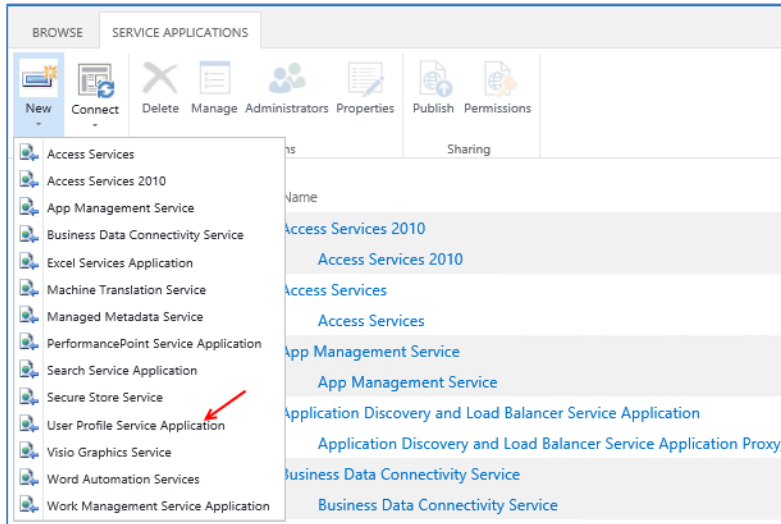 BROWSE SERVICE APPLICATIONS
New Connect Delete Manage Administrators Properties Publish Permissions
Sharing
Access Services
Access Services 2010
App Management Service
Business Data Connectivity Service
Excel Services Application
Machine Translation Service
Managed Metadata Service
PerformancePoint Service Application
Search Service Application
Secure Store Service
User Profile Service Application
Visio Graphics Service
Word Automation Services
Work Management Service Application
Name
Access Services 2010
Access Services 2010
Access Services
Access Services
App Management Service
App Management Service
Application Discovery and Load Balancer Service Application
Application Discovery and Load Balancer Service Application Proxy
Business Data Connectivity Service
Business Data Connectivity Service